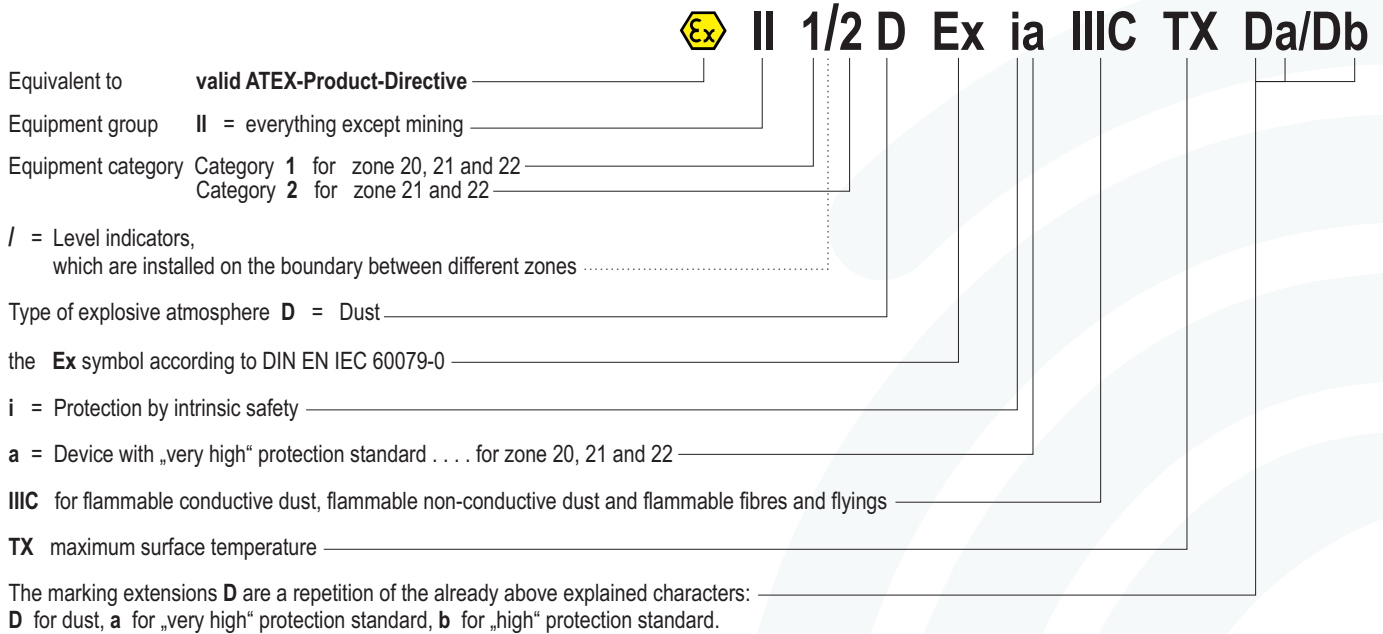 Ex II 1/2 D Ex ia IIIC TX Da/Db
Equivalent to valid ATEX-Product-Directive
Equipment group II = everything except mining
Equipment category Category 1 for zone 20, 21 and 22
Category 2 for zone 21 and 22
/ = Level indicators,
which are installed on the boundary between different zones
Type of explosive atmosphere D = Dust
the Ex symbol according to DIN EN IEC 60079-0
i = Protection by intrinsic safety
a = Device with „very high“ protection standard . . . . for zone 20, 21 and 22
IIIC for flammable conductive dust, flammable non-conductive dust and flammable fibres and flyings
TX maximum surface temperature
The marking extensions D are a repetition of the already above explained characters:
D for dust, a for „very high“ protection standard, b for „high“ protection standard.